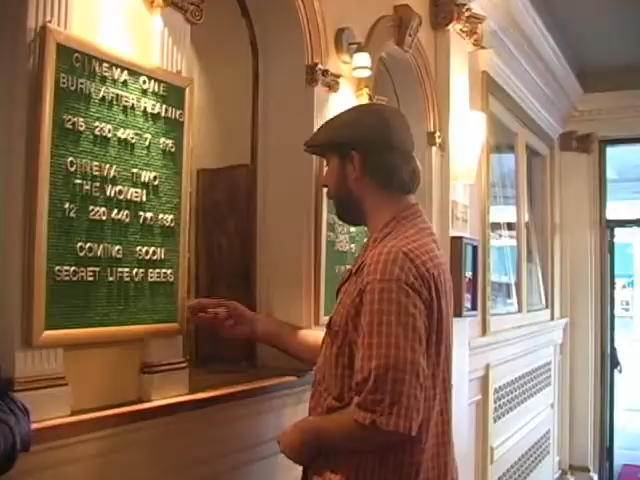 CINEMA ONE
BURN AFTER READING
1215 230 445 7 915
CINEMA TWO
THE WOMEN
12 220 440 710 930
COMING SOON
SECRET LIFE OF BEES